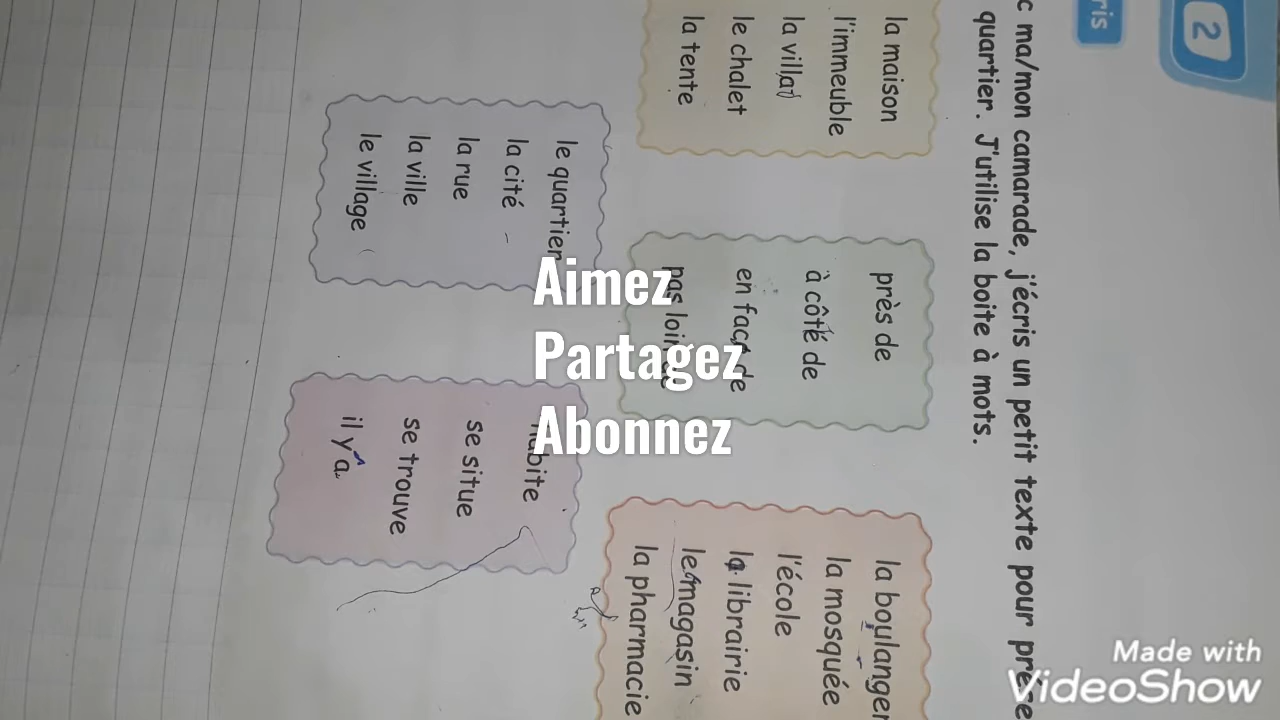 2
ris
c ma/mon camarade, j'écris un petit texte pour prése
quartier. J'utilise la boite à mots.
la maison
l'immeuble
la villa
le chalet
la tente
près de
à côté de
en face de
pas loin de
la boulanger
la mosquée
l'école
la librairie
le magasin
la pharmacie
le quartier
la cité
la rue
la ville
le village
habite
se situe
se trouve
il y a
Aimez
Partagez
Abonnez
Made with
VideoShow